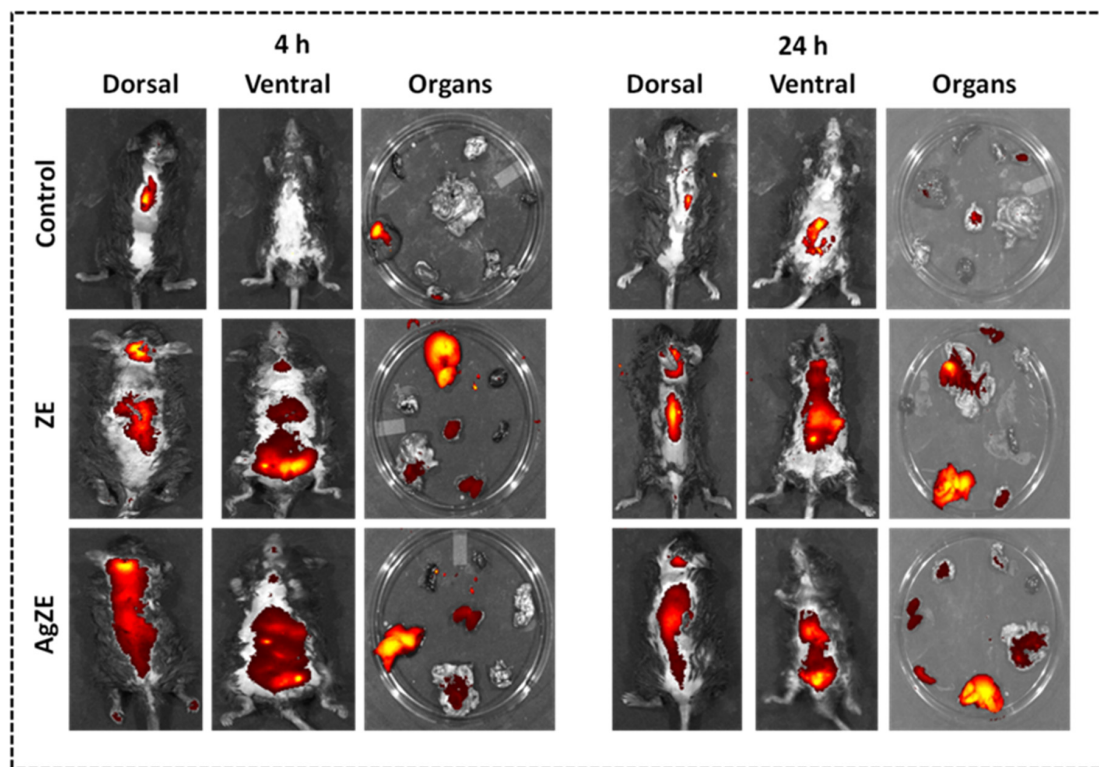 4 h 24 h
Dorsal Ventral Organs Dorsal Ventral Organs
Control
ZE
AgZE